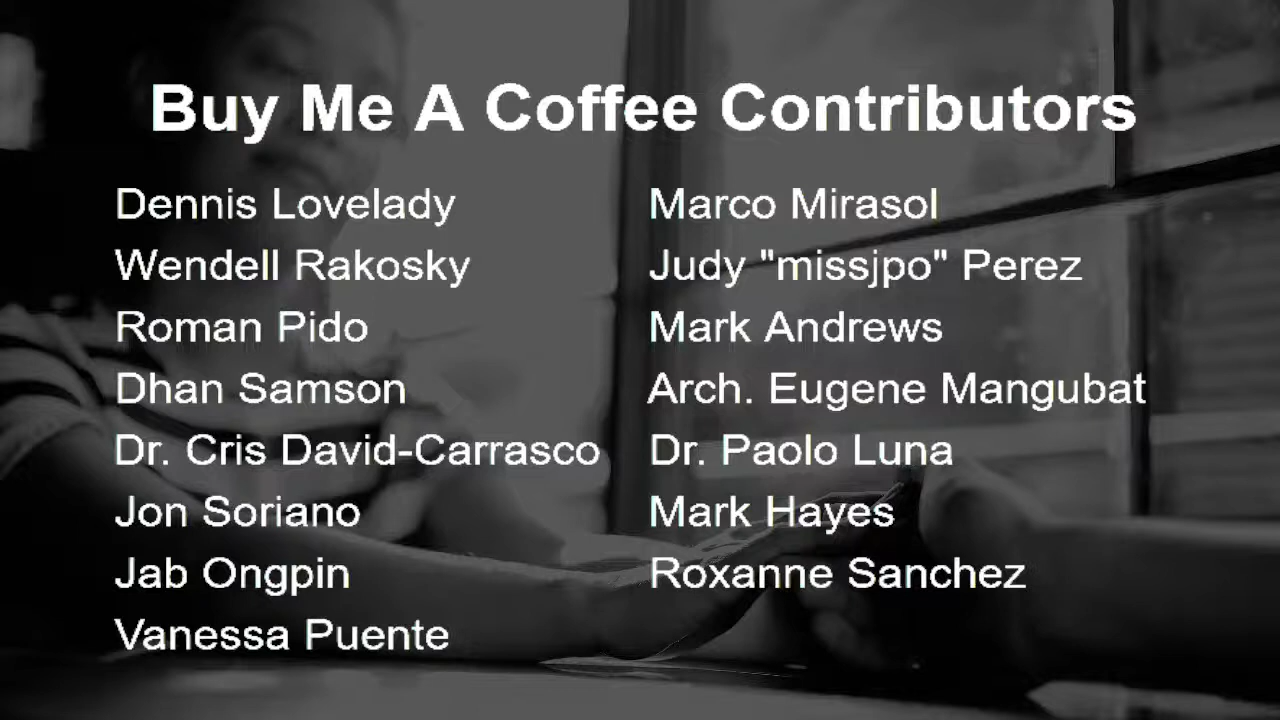 Buy Me A Coffee Contributors
Dennis Lovelady
Wendell Rakosky
Roman Pido
Dhan Samson
Dr. Cris David-Carrasco
Jon Soriano
Jab Ongpin
Vanessa Puente
Marco Mirasol
Judy "missjpo" Perez
Mark Andrews
Arch. Eugene Mangubat
Dr. Paolo Luna
Mark Hayes
Roxanne Sanchez